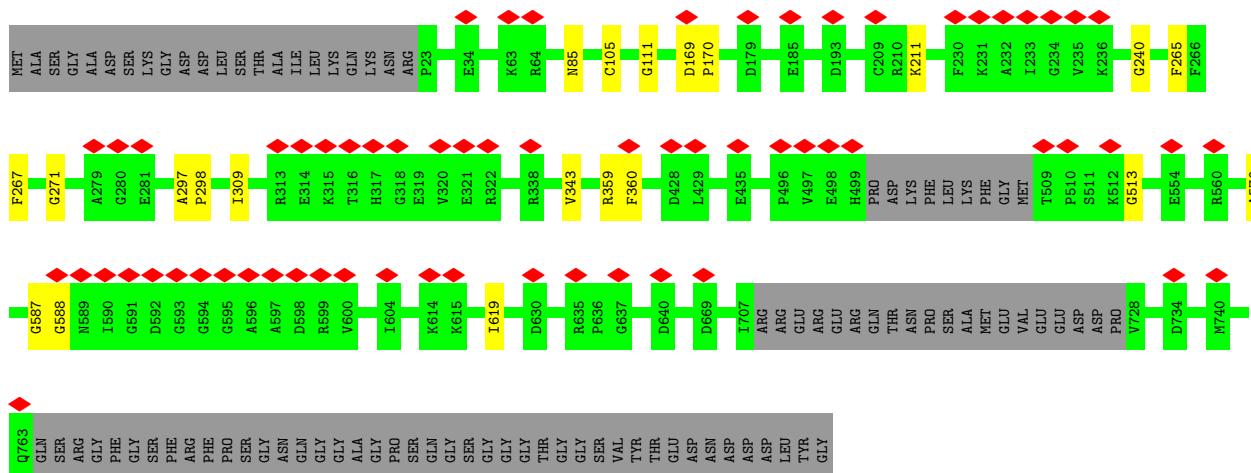 MET ALA SER GLY ALA ASP SER LYS GLY ASP ASP LEU SER THR ALA ILE LEU LYS GLN LYS ASN ARG P23 E34 K63 R64 N85 C105 G111 D169 P170 D179 E185 D193 C209 R210 K211 F230 K231 A232 I233 G234 V235 K236 G240 F265 F266
F267 G271 A279 G280 E281 A297 P298 I309 R313 E314 K315 T316 H317 G318 E319 V320 E321 R322 R338 V343 R359 F360 D428 L429 E435 P496 V497 E498 H499 PRO ASP LYS PHE LEU LYS PHE GLY MET T509 P510 S511 K512 G513 E554 R560
G587 G588 N589 I590 G591 D592 G593 G594 G595 A596 A597 D598 R599 V600 I604 K614 K615 I619 D630 R635 P636 G637 D640 D669 I707 ARG ARG GLU ARG GLU ARG GLN THR ASN PRO SER ALA MET GLU VAL GLU GLU ASP ASP PRO V728 D734 M740
Q763 GLN SER ARG GLY PHE GLY SER PHE ARG PHE PRO SER GLY ASN GLN GLY GLY ALA GLY PRO SER GLN GLY SER GLY GLY GLY THR GLY GLY SER VAL TYR THR GLU ASP ASN ASP ASP ASP LEU TYR GLY